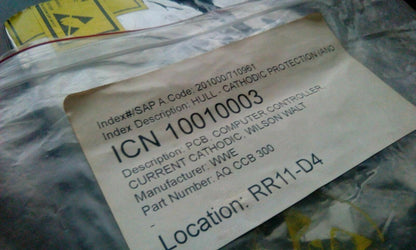 Index#/SAP A.Code: 201000/710961
Index Description: HULL - CATHODIC PROTECTION (ANO
ICN 10010003
Description: PCB, COMPUTER,CONTROLLER,
CURRENT CATHODIC, WILSON WALT
Manufacturer: WWE
Part Number: AQ CCB 300
-
Location: RR11-D4